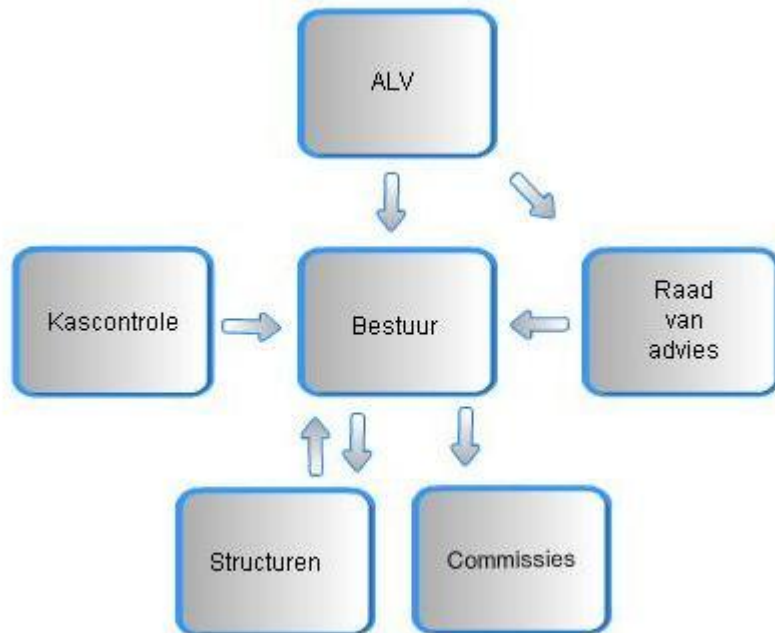 ALV
Kascontrole
Bestuur
Raad
van
advies
Structuren
Commissies